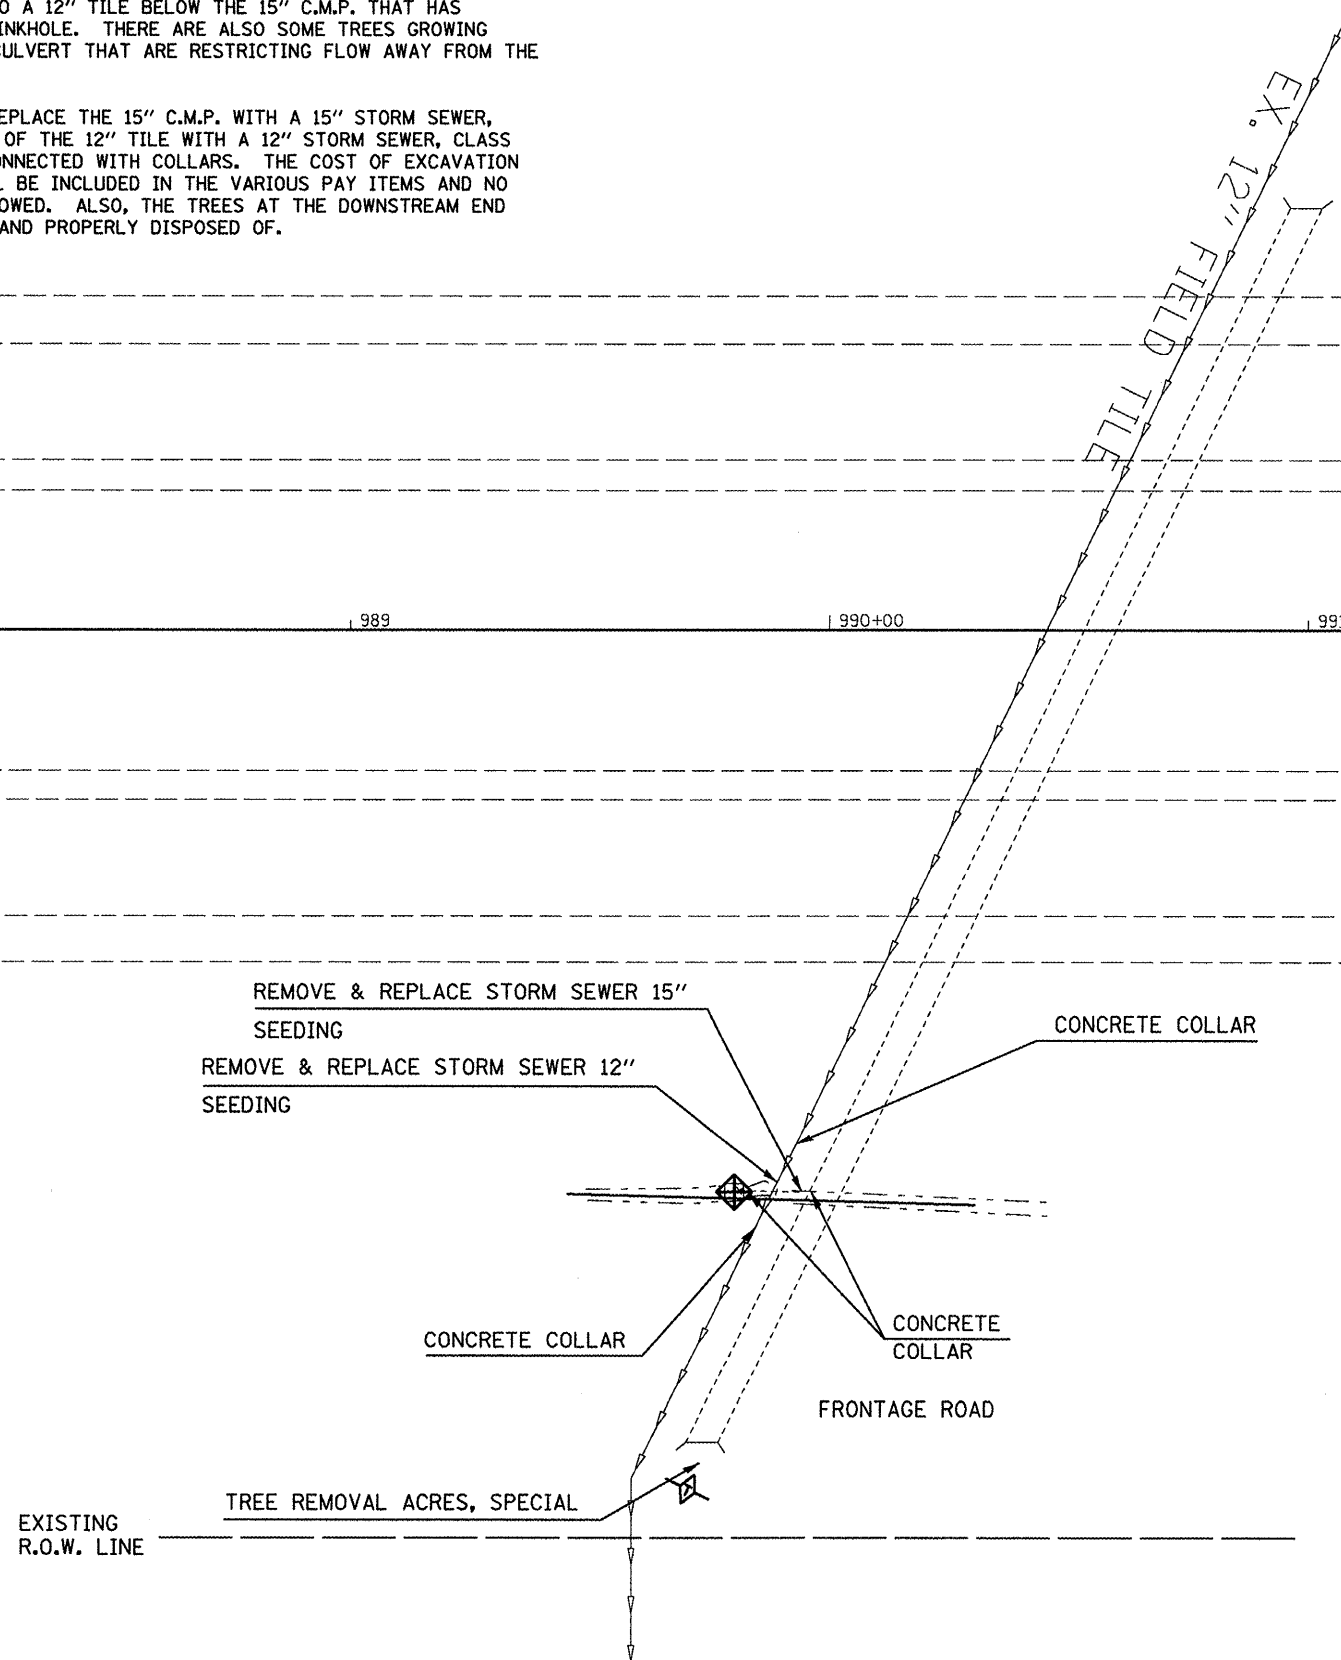 O A 12" TILE BELOW THE 15" C.M.P. THAT HAS
INKHOLE. THERE ARE ALSO SOME TREES GROWING
CULVERT THAT ARE RESTRICTING FLOW AWAY FROM THE
EPLACE THE 15" C.M.P. WITH A 15" STORM SEWER,
OF THE 12" TILE WITH A 12" STORM SEWER, CLASS
ONNECTED WITH COLLARS. THE COST OF EXCAVATION
L BE INCLUDED IN THE VARIOUS PAY ITEMS AND NO
OWED. ALSO, THE TREES AT THE DOWNSTREAM END
AND PROPERLY DISPOSED OF.
EX. 12" FIELD TILE
989
990+00
991
REMOVE & REPLACE STORM SEWER 15"
SEEDING
CONCRETE COLLAR
REMOVE & REPLACE STORM SEWER 12"
SEEDING
CONCRETE COLLAR
CONCRETE
COLLAR
FRONTAGE ROAD
TREE REMOVAL ACRES, SPECIAL
EXISTING
R.O.W. LINE